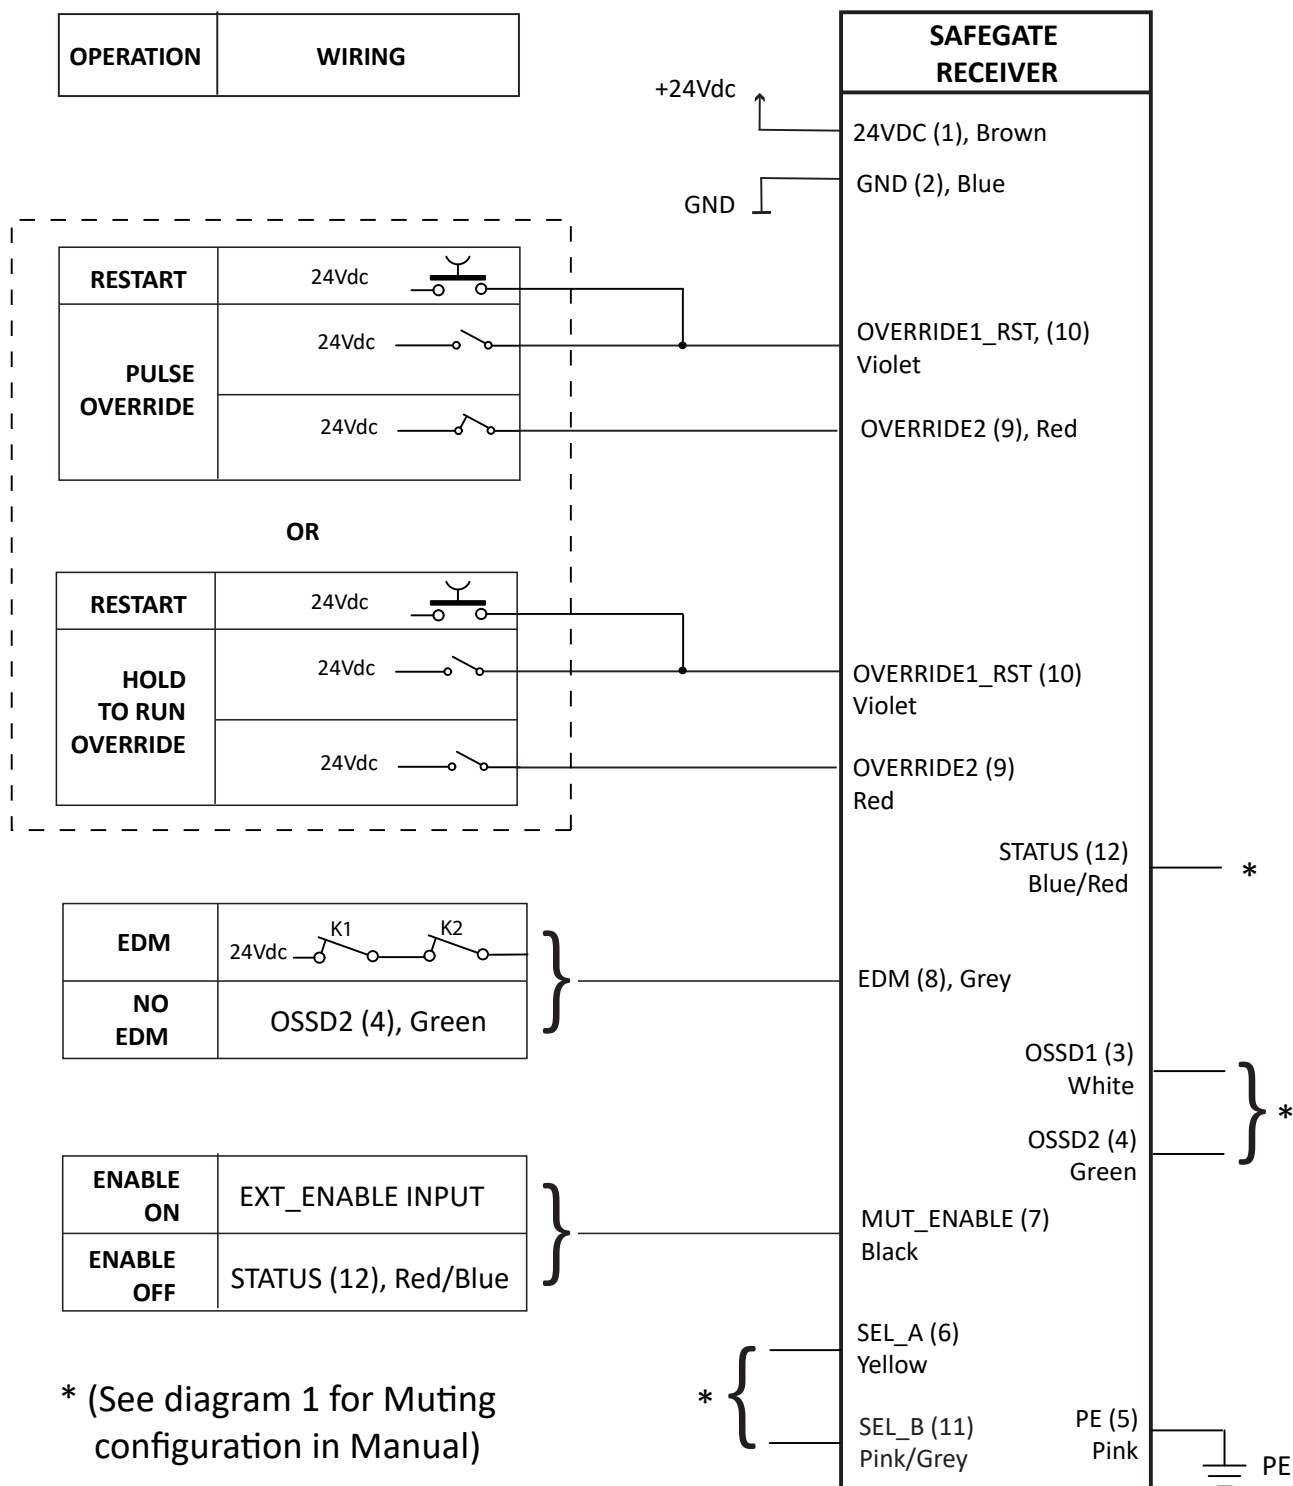 OPERATION WIRING
SAFEGATE
RECEIVER
+24Vdc
24VDC (1), Brown
GND
GND (2), Blue
RESTART 24Vdc
PULSE
OVERRIDE
24Vdc
24Vdc
OVERRIDE1_RST, (10)
Violet
OVERRIDE2 (9), Red
OR
RESTART 24Vdc
HOLD
TO RUN
OVERRIDE
24Vdc
24Vdc
OVERRIDE1_RST (10)
Violet
OVERRIDE2 (9)
Red
STATUS (12)
Blue/Red
*
EDM 24Vdc K1 K2
NO
EDM
OSSD2 (4), Green
EDM (8), Grey
OSSD1 (3)
White
OSSD2 (4)
Green
*
ENABLE
ON
EXT_ENABLE INPUT
ENABLE
OFF
STATUS (12), Red/Blue
MUT_ENABLE (7)
Black
SEL_A (6)
Yellow
*
SEL_B (11)
Pink/Grey
PE (5)
Pink
PE
* (See diagram 1 for Muting
configuration in Manual)